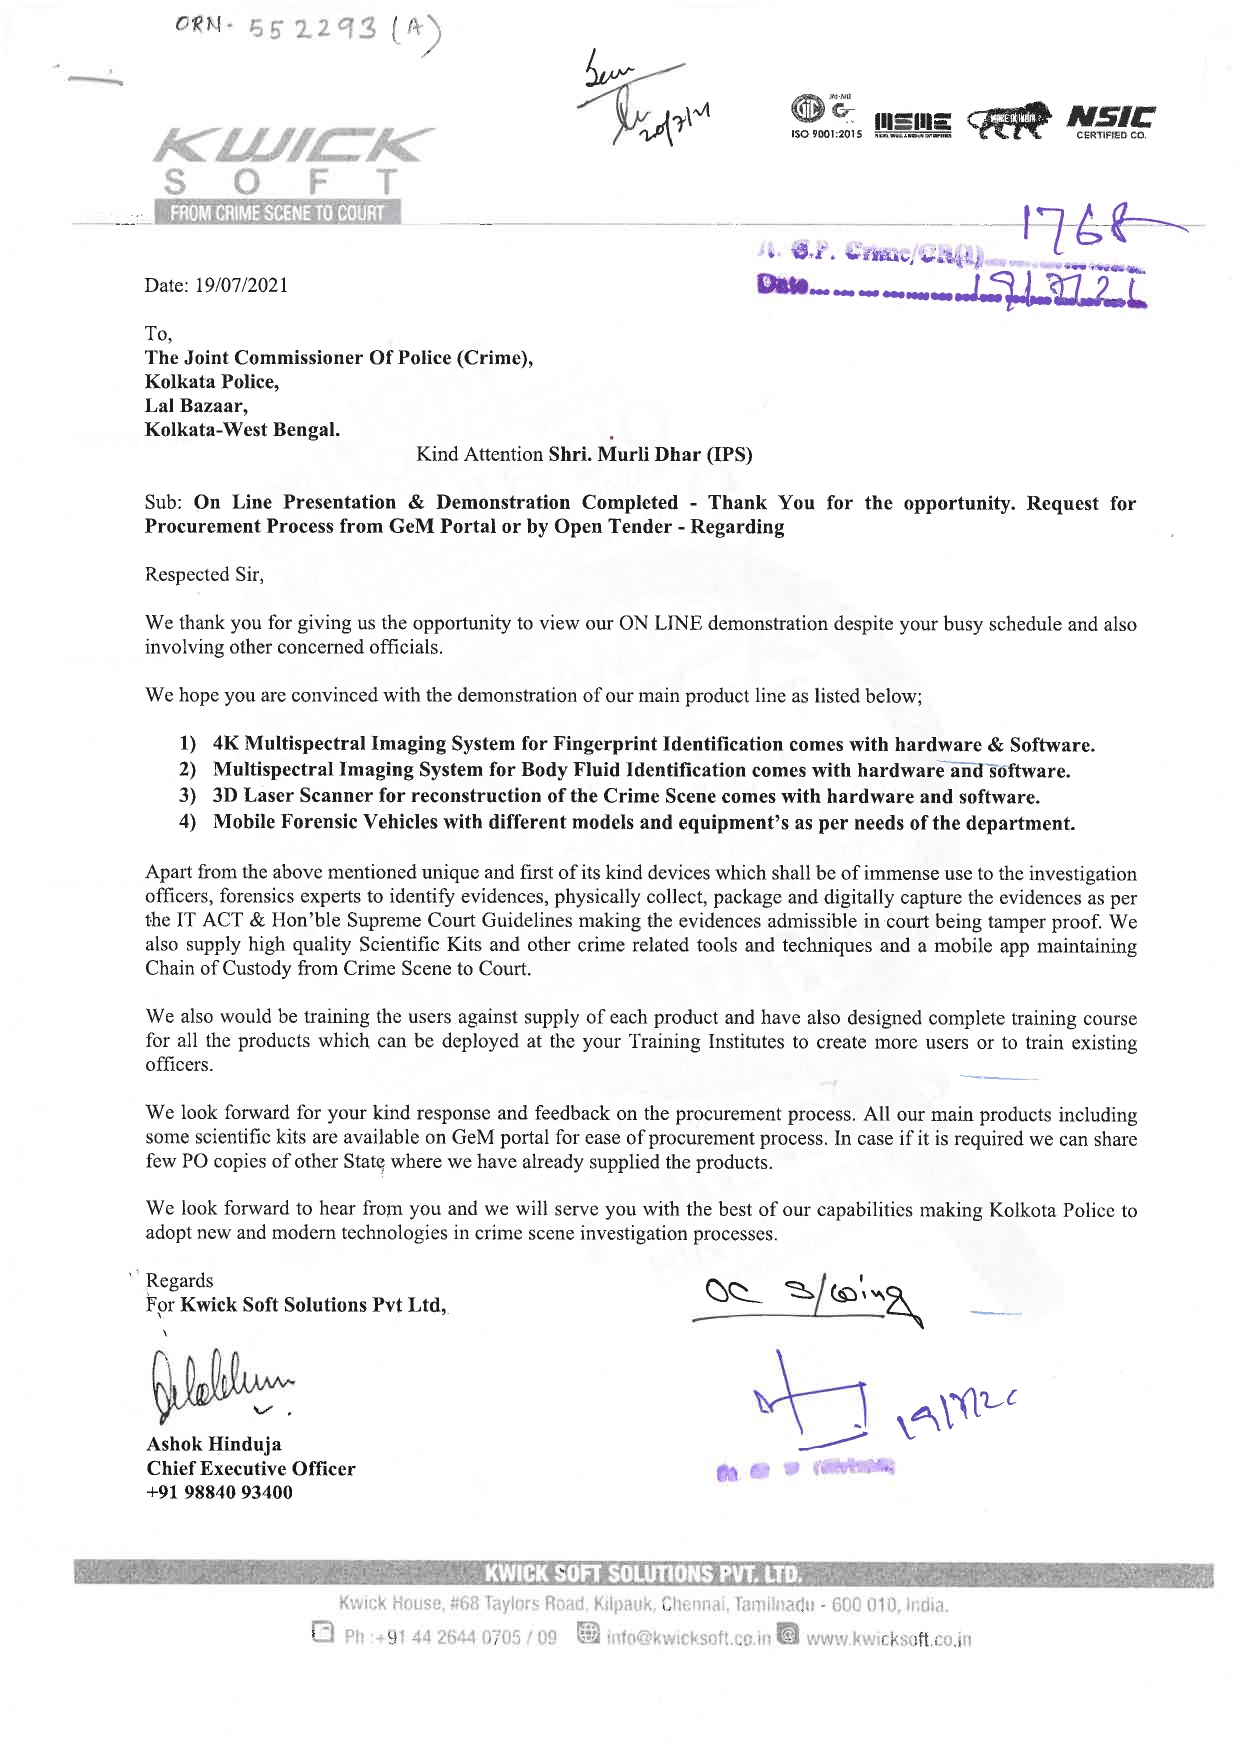 ORN- 552293 (A)
KWICK
SOFT
FROM CRIME SCENE TO COURT
ISO 9001:2015
MSME
MAKE IN INDIA
NSIC
CERTIFIED CO.
1768
Crime
Date
Date: 19/07/2021
To,
The Joint Commissioner Of Police (Crime),
Kolkata Police,
Lal Bazaar,
Kolkata-West Bengal.
Kind Attention Shri. Murli Dhar (IPS)
Sub: On Line Presentation & Demonstration Completed - Thank You for the opportunity. Request for
Procurement Process from GeM Portal or by Open Tender - Regarding
Respected Sir,
We thank you for giving us the opportunity to view our ON LINE demonstration despite your busy schedule and also
involving other concerned officials.
We hope you are convinced with the demonstration of our main product line as listed below;
1) 4K Multispectral Imaging System for Fingerprint Identification comes with hardware & Software.
2) Multispectral Imaging System for Body Fluid Identification comes with hardware and software.
3) 3D Laser Scanner for reconstruction of the Crime Scene comes with hardware and software.
4) Mobile Forensic Vehicles with different models and equipment's as per needs of the department.
Apart from the above mentioned unique and first of its kind devices which shall be of immense use to the investigation
officers, forensics experts to identify evidences, physically collect, package and digitally capture the evidences as per
the IT ACT & Hon'ble Supreme Court Guidelines making the evidences admissible in court being tamper proof. We
also supply high quality Scientific Kits and other crime related tools and techniques and a mobile app maintaining
Chain of Custody from Crime Scene to Court.
We also would be training the users against supply of each product and have also designed complete training course
for all the products which can be deployed at the your Training Institutes to create more users or to train existing
officers.
We look forward for your kind response and feedback on the procurement process. All our main products including
some scientific kits are available on GeM portal for ease of procurement process. In case if it is required we can share
few PO copies of other State where we have already supplied the products.
We look forward to hear from you and we will serve you with the best of our capabilities making Kolkota Police to
adopt new and modern technologies in crime scene investigation processes.
Regards
For Kwick Soft Solutions Pvt Ltd,
OC S/wing
Ashok Hinduja
Chief Executive Officer
+91 98840 93400
KWICK SOFT SOLUTIONS PVT. LTD.
Kwick House, #68 Taylors Road, Kilpauk, Chennai, Tamilnadu - 600 010, India.
Ph :+91 44 2644 0705 / 09 info@kwicksoft.co.in www.kwicksoft.co.in